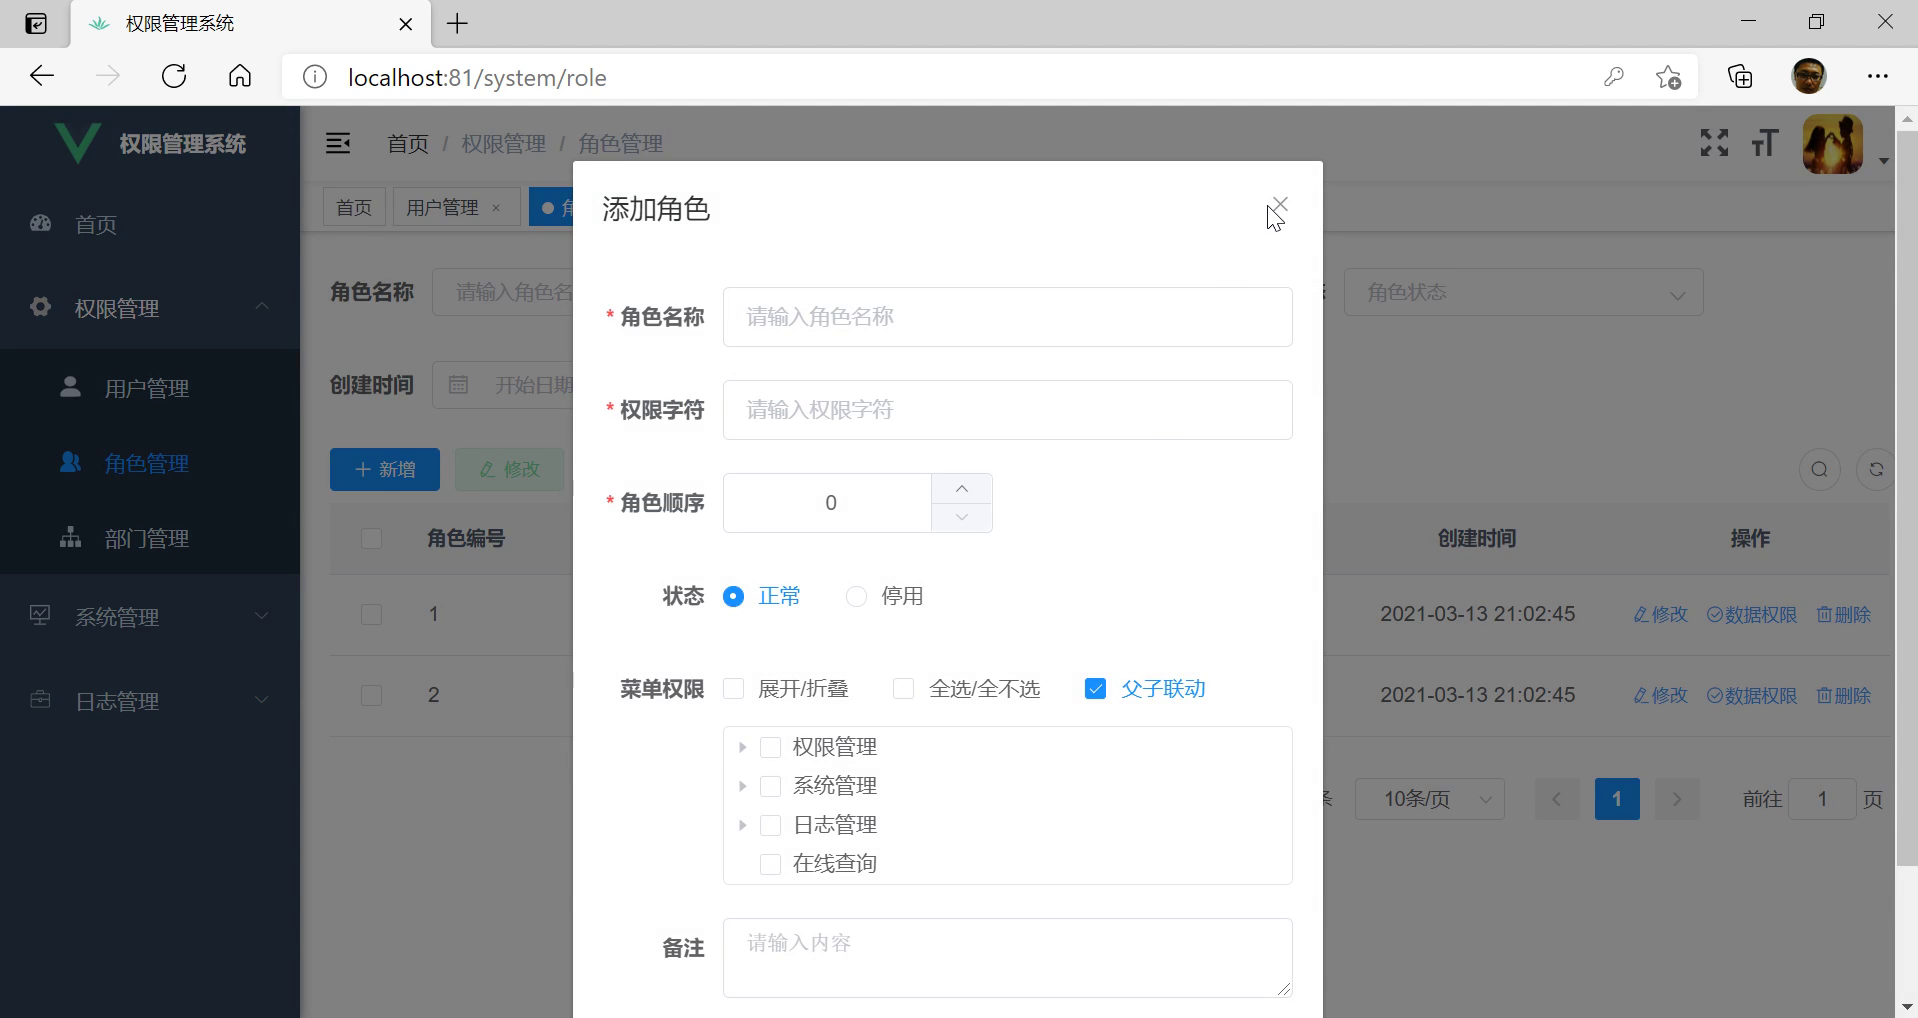 权限管理系统
localhost:81/system/role
权限管理系统
首页 / 权限管理 / 角色管理
首页
用户管理
首页
权限管理
用户管理
角色管理
部门管理
系统管理
日志管理
角色名称
请输入角色名
角色状态
创建时间
开始日期
新增
修改
角色编号
创建时间
操作
1
2021-03-13 21:02:45
修改
数据权限
删除
2
2021-03-13 21:02:45
修改
数据权限
删除
10条/页
1
前往
1
页
添加角色
* 角色名称
请输入角色名称
* 权限字符
请输入权限字符
* 角色顺序
0
状态
正常
停用
菜单权限
展开/折叠
全选/全不选
父子联动
权限管理
系统管理
日志管理
在线查询
备注
请输入内容